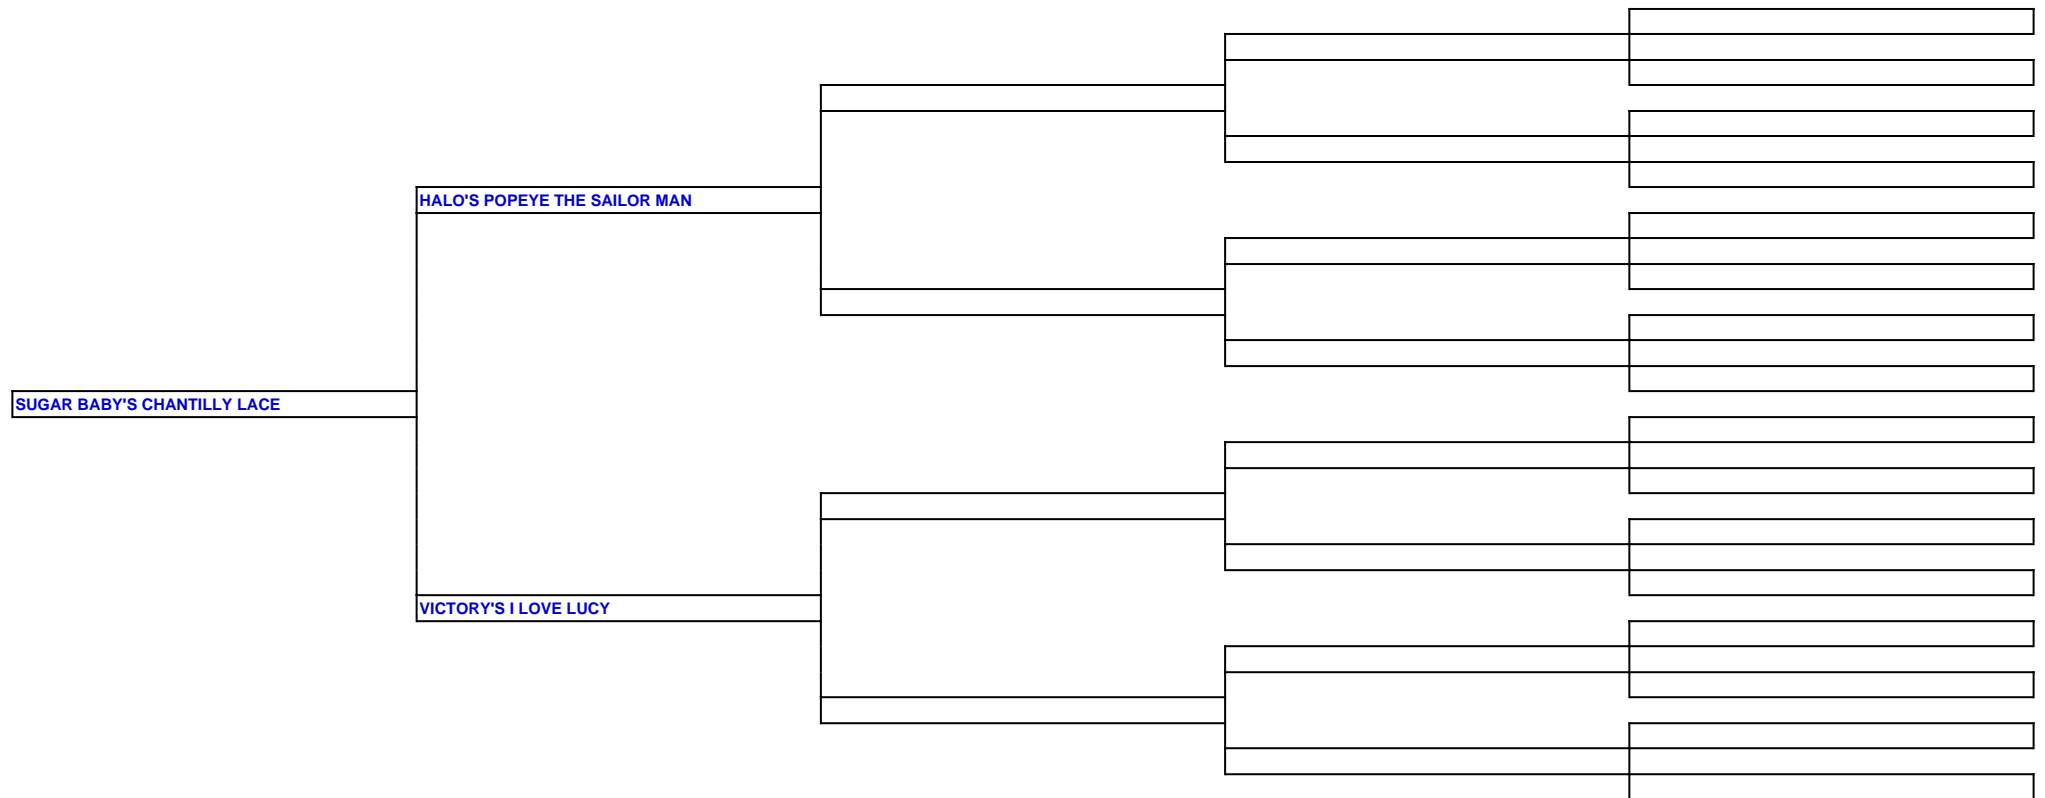 HALO'S POPEYE THE SAILOR MAN
SUGAR BABY'S CHANTILLY LACE
VICTORY'S I LOVE LUCY